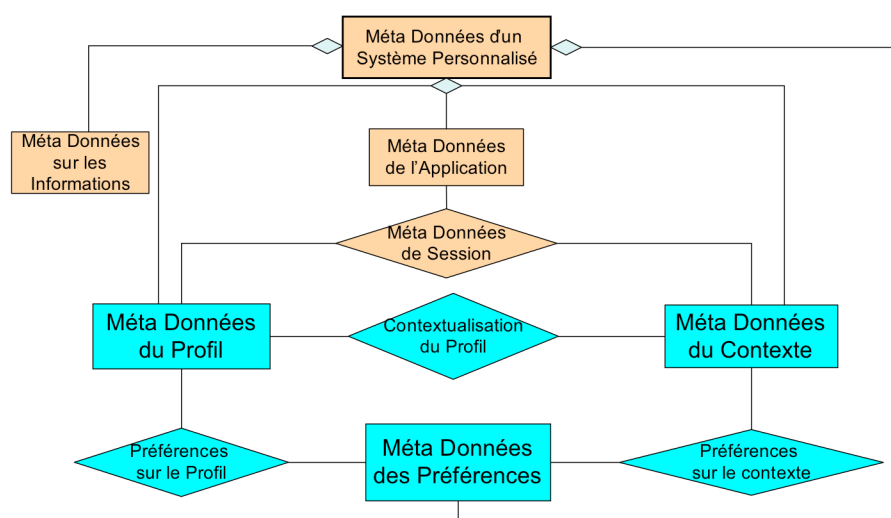 Méta Données d'un
Système Personnalisé
Méta Données
sur les
Informations
Méta Données
de l'Application
Méta Données
de Session
Méta Données
du Profil
Contextualisation
du Profil
Méta Données
du Contexte
Préférences
sur le Profil
Méta Données
des Préférences
Préférences
sur le contexte